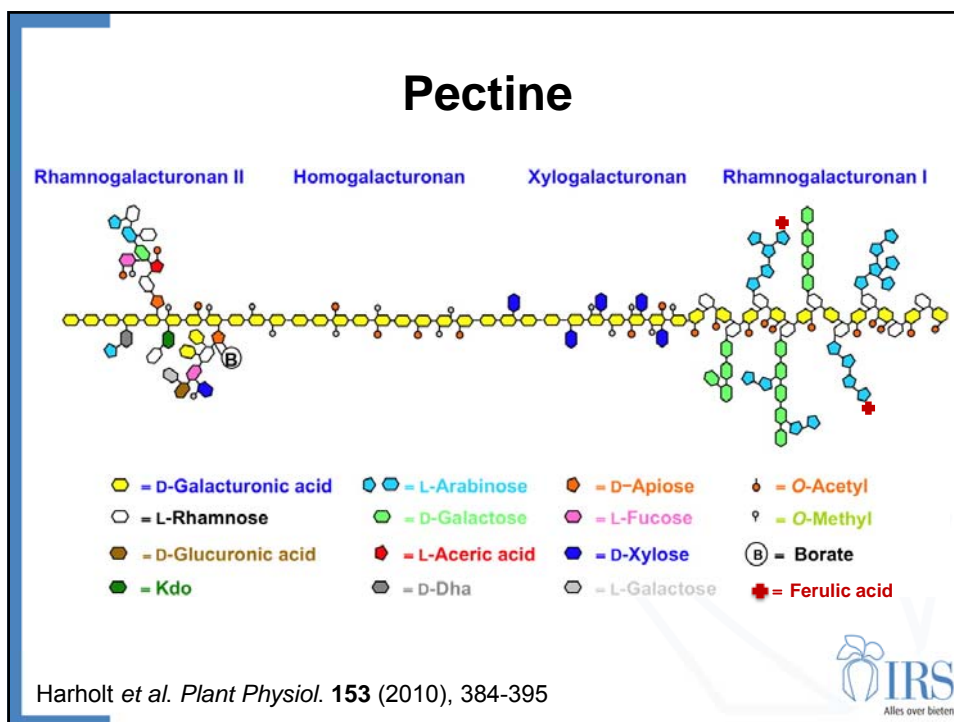 Pectine
Rhamnogalacturonan II Homogalacturonan Xylogalacturonan Rhamnogalacturonan I
B
= D-Galacturonic acid = L-Arabinose = D-Apiose = O-Acetyl
= L-Rhamnose = D-Galactose = L-Fucose = O-Methyl
= D-Glucuronic acid = L-Aceric acid = D-Xylose B = Borate
= Kdo = D-Dha = L-Galactose = Ferulic acid
Harholt et al. Plant Physiol. 153 (2010), 384-395
IRS
Alles over bieten